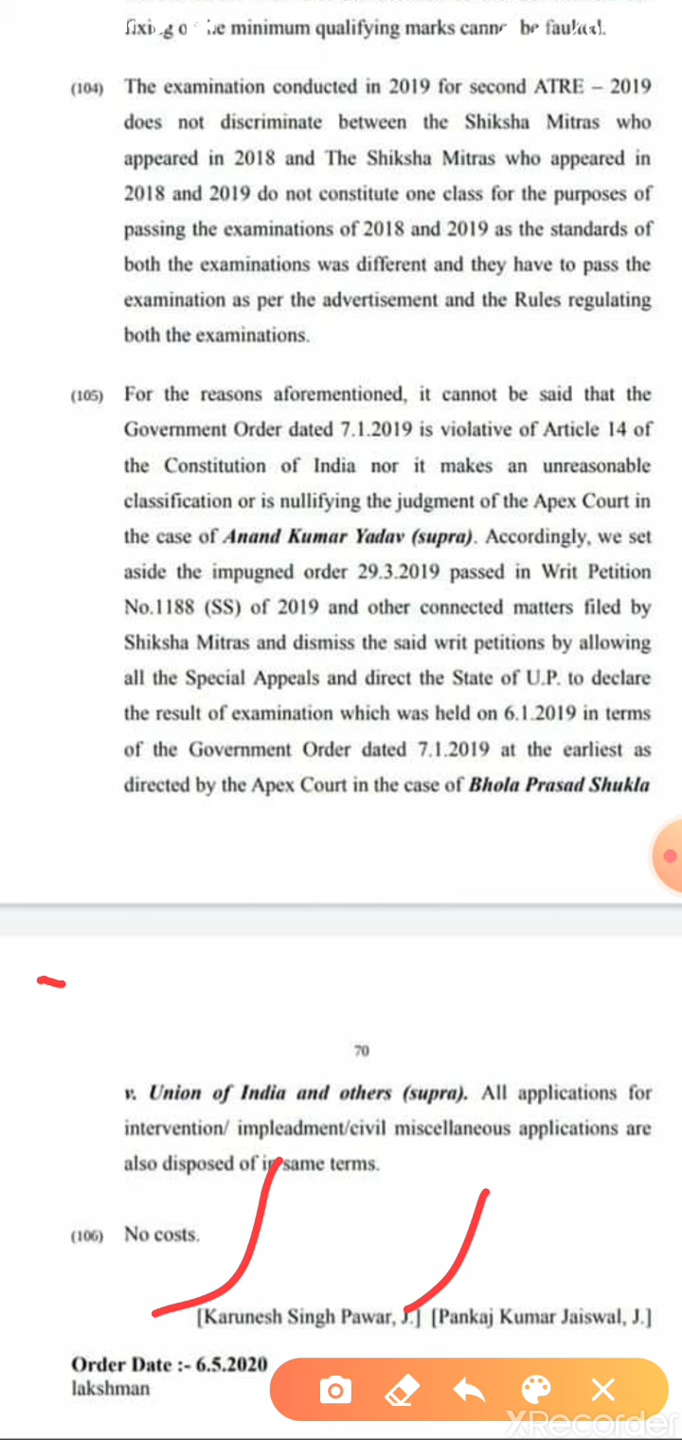 fixing of the minimum qualifying marks cannot be faulted.
(104) The examination conducted in 2019 for second ATRE – 2019
does not discriminate between the Shiksha Mitras who
appeared in 2018 and The Shiksha Mitras who appeared in
2018 and 2019 do not constitute one class for the purposes of
passing the examinations of 2018 and 2019 as the standards of
both the examinations was different and they have to pass the
examination as per the advertisement and the Rules regulating
both the examinations.
(105) For the reasons aforementioned, it cannot be said that the
Government Order dated 7.1.2019 is violative of Article 14 of
the Constitution of India nor it makes an unreasonable
classification or is nullifying the judgment of the Apex Court in
the case of Anand Kumar Yadav (supra). Accordingly, we set
aside the impugned order 29.3.2019 passed in Writ Petition
No.1188 (SS) of 2019 and other connected matters filed by
Shiksha Mitras and dismiss the said writ petitions by allowing
all the Special Appeals and direct the State of U.P. to declare
the result of examination which was held on 6.1.2019 in terms
of the Government Order dated 7.1.2019 at the earliest as
directed by the Apex Court in the case of Bhola Prasad Shukla
70
v. Union of India and others (supra). All applications for
intervention/ impleadment/civil miscellaneous applications are
also disposed of in same terms.
(106) No costs.
[Karunesh Singh Pawar, J.] [Pankaj Kumar Jaiswal, J.]
Order Date :- 6.5.2020
lakshman
XRecorder